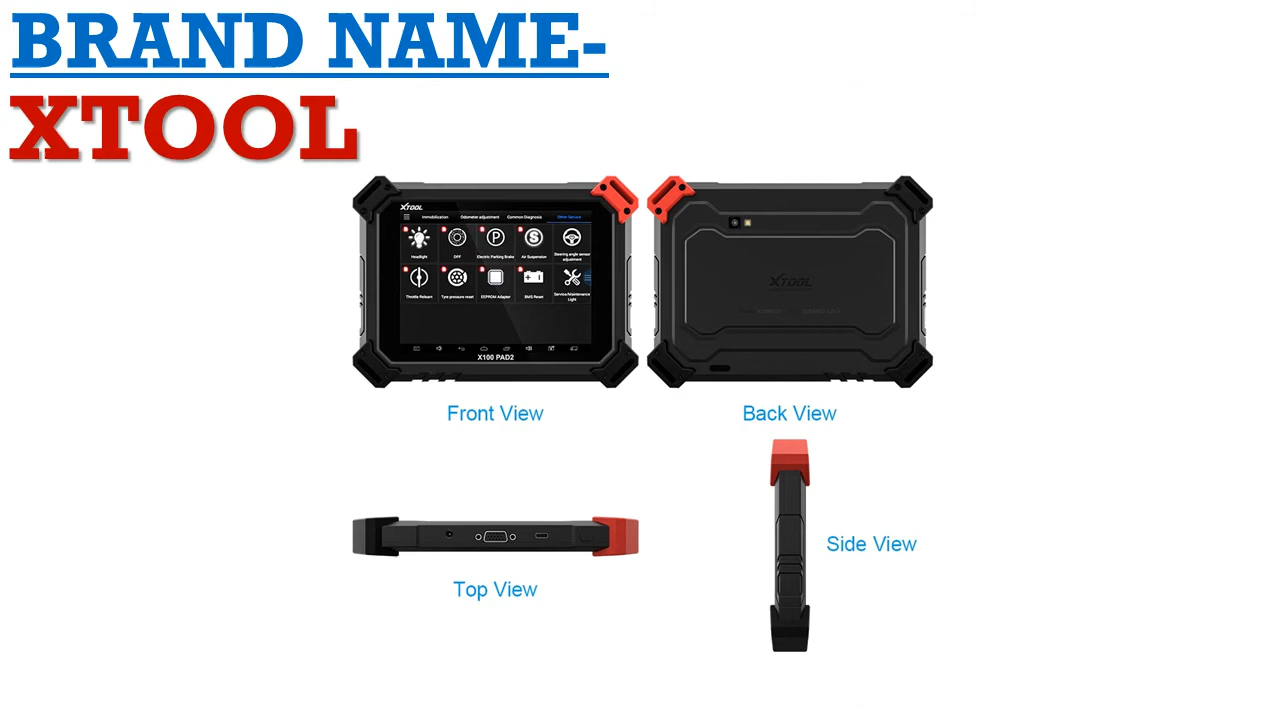 BRAND NAME-
XTOOL
XTOOL
Immobilization Odometer adjustment Common Diagnosis Other Service
Headlight DPF Electric Parking Brake Air Suspension Steering angle sensor adjustment
Throttle Relearn Tyre pressure reset EEPROM Adapter BMS Reset Service/Maintenance Light
X100 PAD2
XTOOL
Front View Back View
Side View
Top View